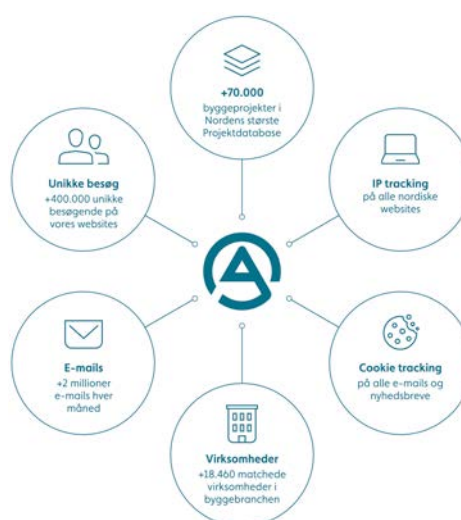 +70.000
byggeprojekter i
Nordens største
Projektdatabase
Unikke besøg
+400.000 unikke
besøgende på
vores websites
IP tracking
på alle nordiske
websites
E-mails
+2 millioner
e-mails hver
måned
Cookie tracking
på alle e-mails og
nyhedsbreve
Virksomheder
+18.460 matchede
virksomheder i
byggebranchen